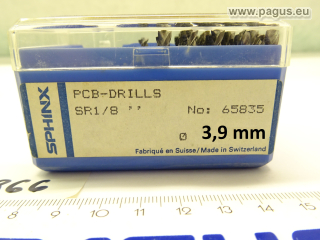 www.pagus.eu
SPHINX
PCB-DRILLS
SR1/8 ’’ No: 65835
Ø 3,9 mm
Fabriqué en Suisse/Made in Switzerland
866
8 9 10 11 12 13 14 15